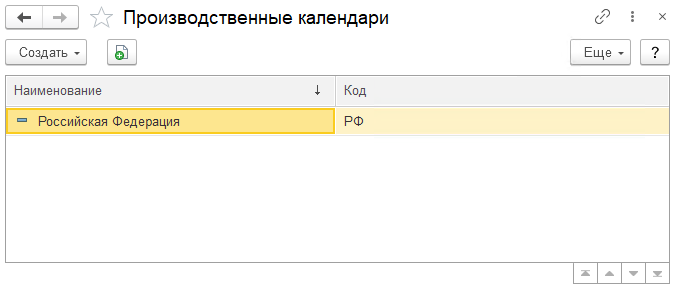 Производственные календари
Создать
Еще
?
Наименование
Код
Российская Федерация
РФ